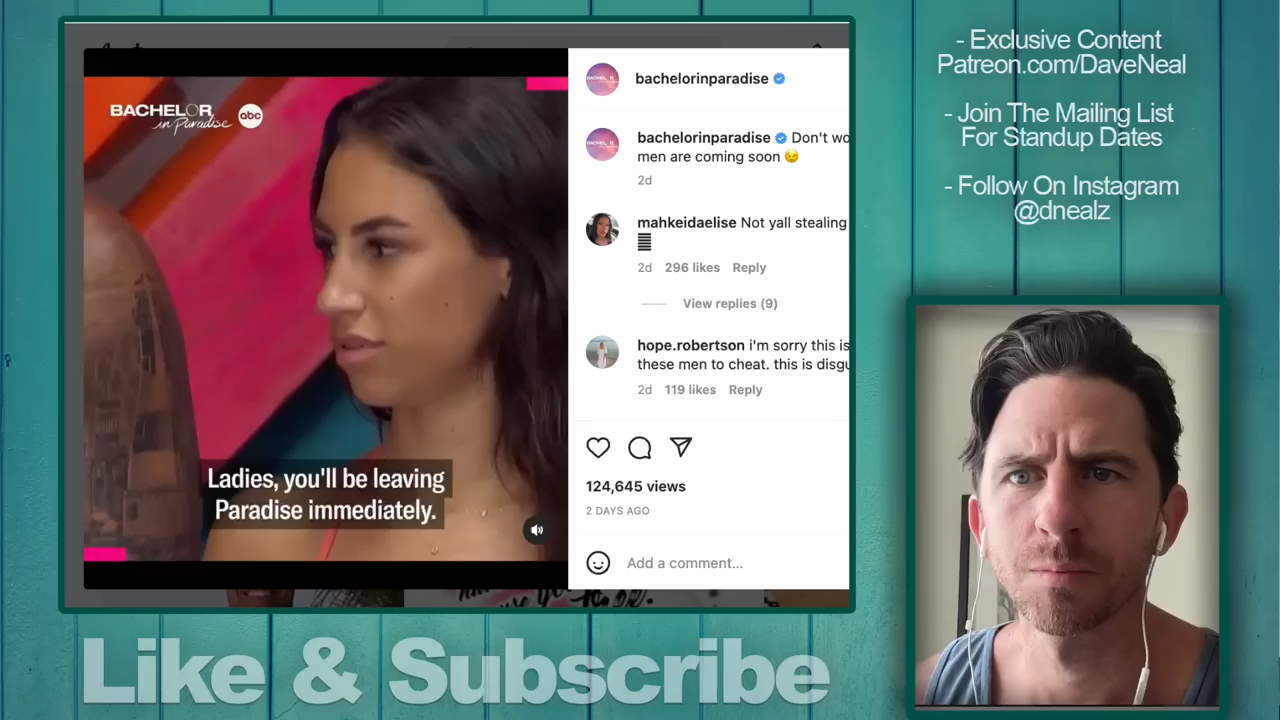 BACHELOR
in Paradise
abc
Ladies, you'll be leaving
Paradise immediately.
bachelorinparadise
bachelorinparadise Don't
men are coming soon 😉
2d
mahkeidaelise Not yall stealing
2d 296 likes Reply
View replies (9)
hope.robertson i'm sorry this is
these men to cheat. this is
2d 119 likes Reply
124,645 views
2 DAYS AGO
Add a comment...
- Exclusive Content
Patreon.com/DaveNeal
- Join The Mailing List
For Standup Dates
- Follow On Instagram
@dnealz
Like & Subscribe